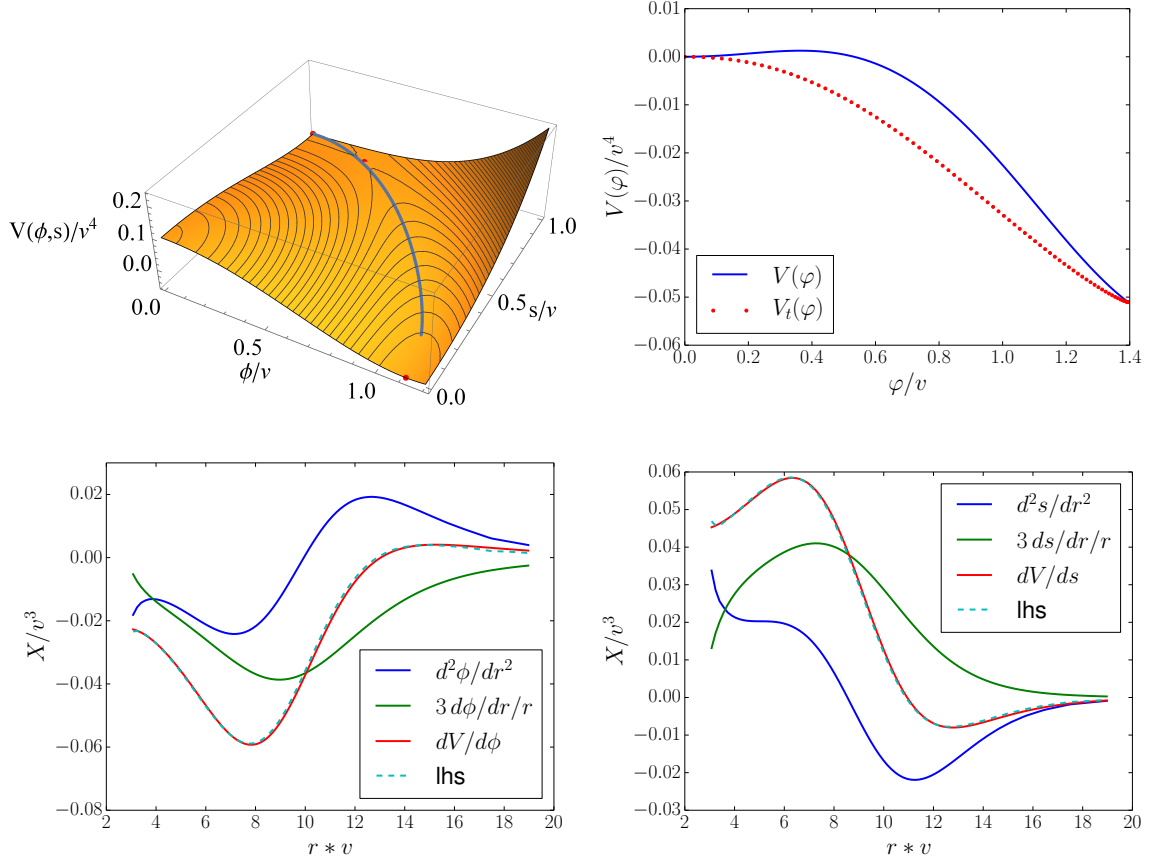 V(ϕ,s)/v⁴
0.2
0.1
0.0
0.0
0.5
1.0
ϕ/v
0.0
0.5
1.0
s/v
0.01
0.00
−0.01
−0.02
−0.03
−0.04
−0.05
−0.06
V(φ)/v⁴
0.0 0.2 0.4 0.6 0.8 1.0 1.2 1.4
φ/v
V(φ)
Vₜ(φ)
0.02
0.00
−0.02
−0.04
−0.06
−0.08
X/v³
2 4 6 8 10 12 14 16 18 20
r ∗ v
d²ϕ/dr²
3 dϕ/dr/r
dV/dϕ
lhs
0.06
0.05
0.04
0.03
0.02
0.01
0.00
−0.01
−0.02
−0.03
X/v³
2 4 6 8 10 12 14 16 18 20
r ∗ v
d²s/dr²
3 ds/dr/r
dV/ds
lhs